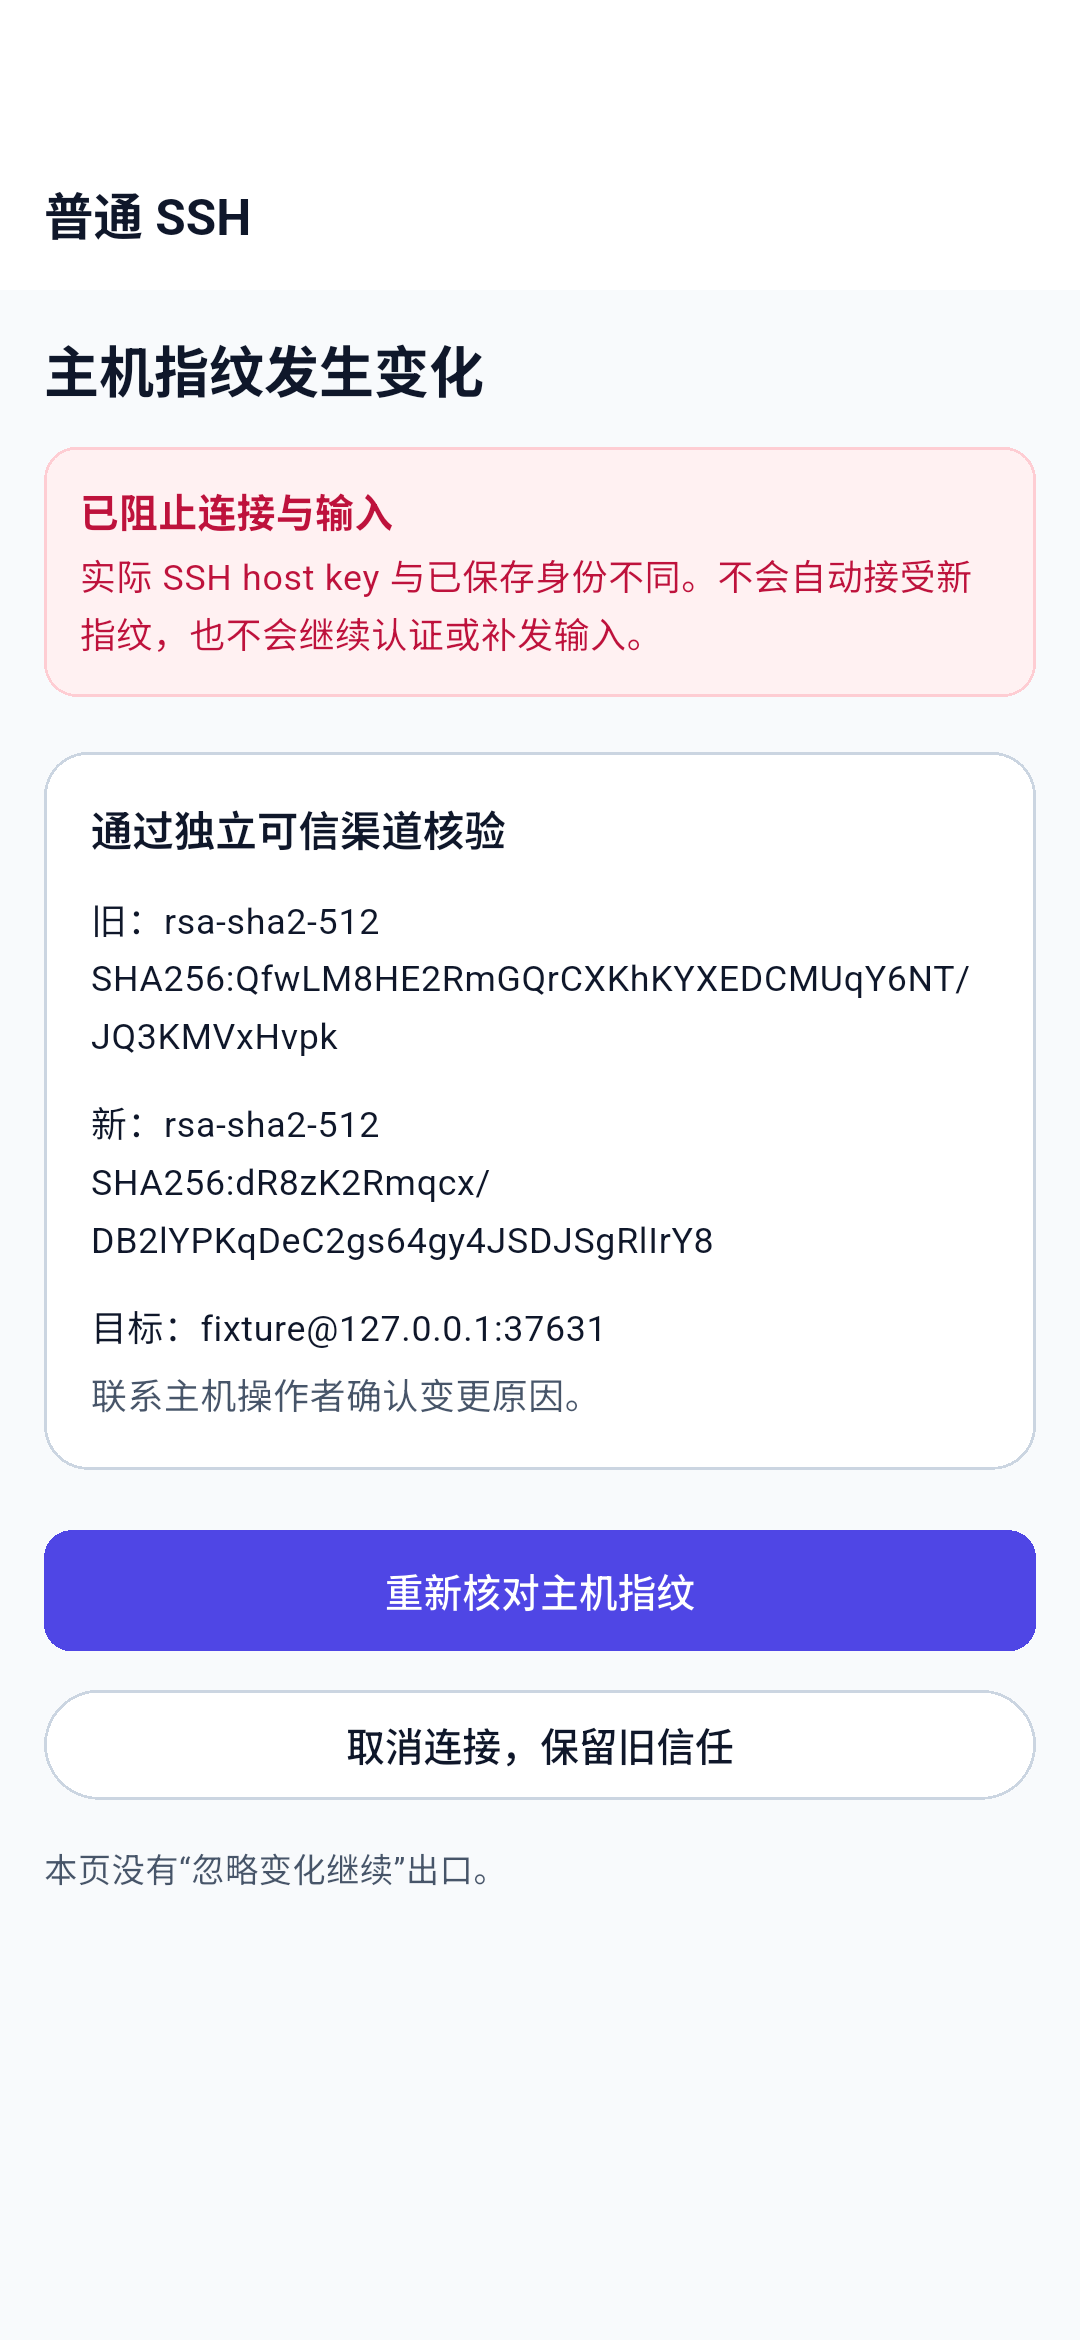 普通 SSH
主机指纹发生变化
已阻止连接与输入
实际 SSH host key 与已保存身份不同。不会自动接受新
指纹，也不会继续认证或补发输入。
通过独立可信渠道核验
旧：rsa-sha2-512
SHA256:QfwLM8HE2RmGQrCXKhKYXEDCMUqY6NT/
JQ3KMVxHvpk
新：rsa-sha2-512
SHA256:dR8zK2Rmqcx/
DB2lYPKqDeC2gs64gy4JSDJSgRlIrY8
目标：fixture@127.0.0.1:37631
联系主机操作者确认变更原因。
重新核对主机指纹
取消连接，保留旧信任
本页没有“忽略变化继续”出口。